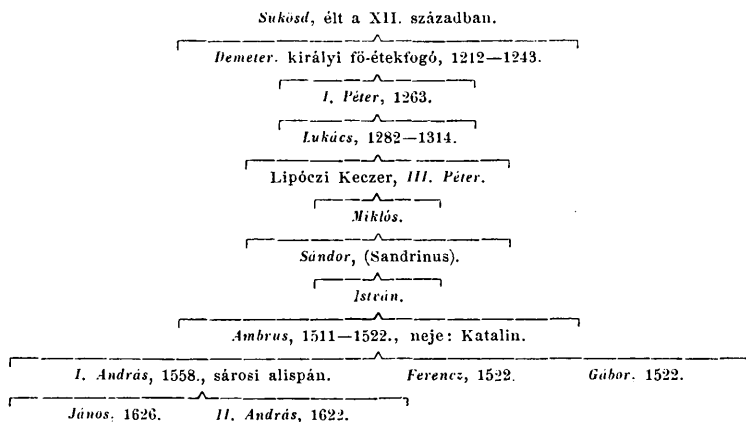 Sukösd, élt a XII. században.
Demeter. királyi fö-étekfogó, 1212—1243.
I. Péter, 1263.
Lukács, 1282—1314.
Lipóczi Keczer, III. Péter.
Miklós.
Sándor, (Sandrinus).
István.
Ambrus, 1511—1522., neje: Katalin.
I. András, 1558., sárosi alispán. Ferencz, 1522. Gábor. 1522.
János. 1626. II. András, 1622.